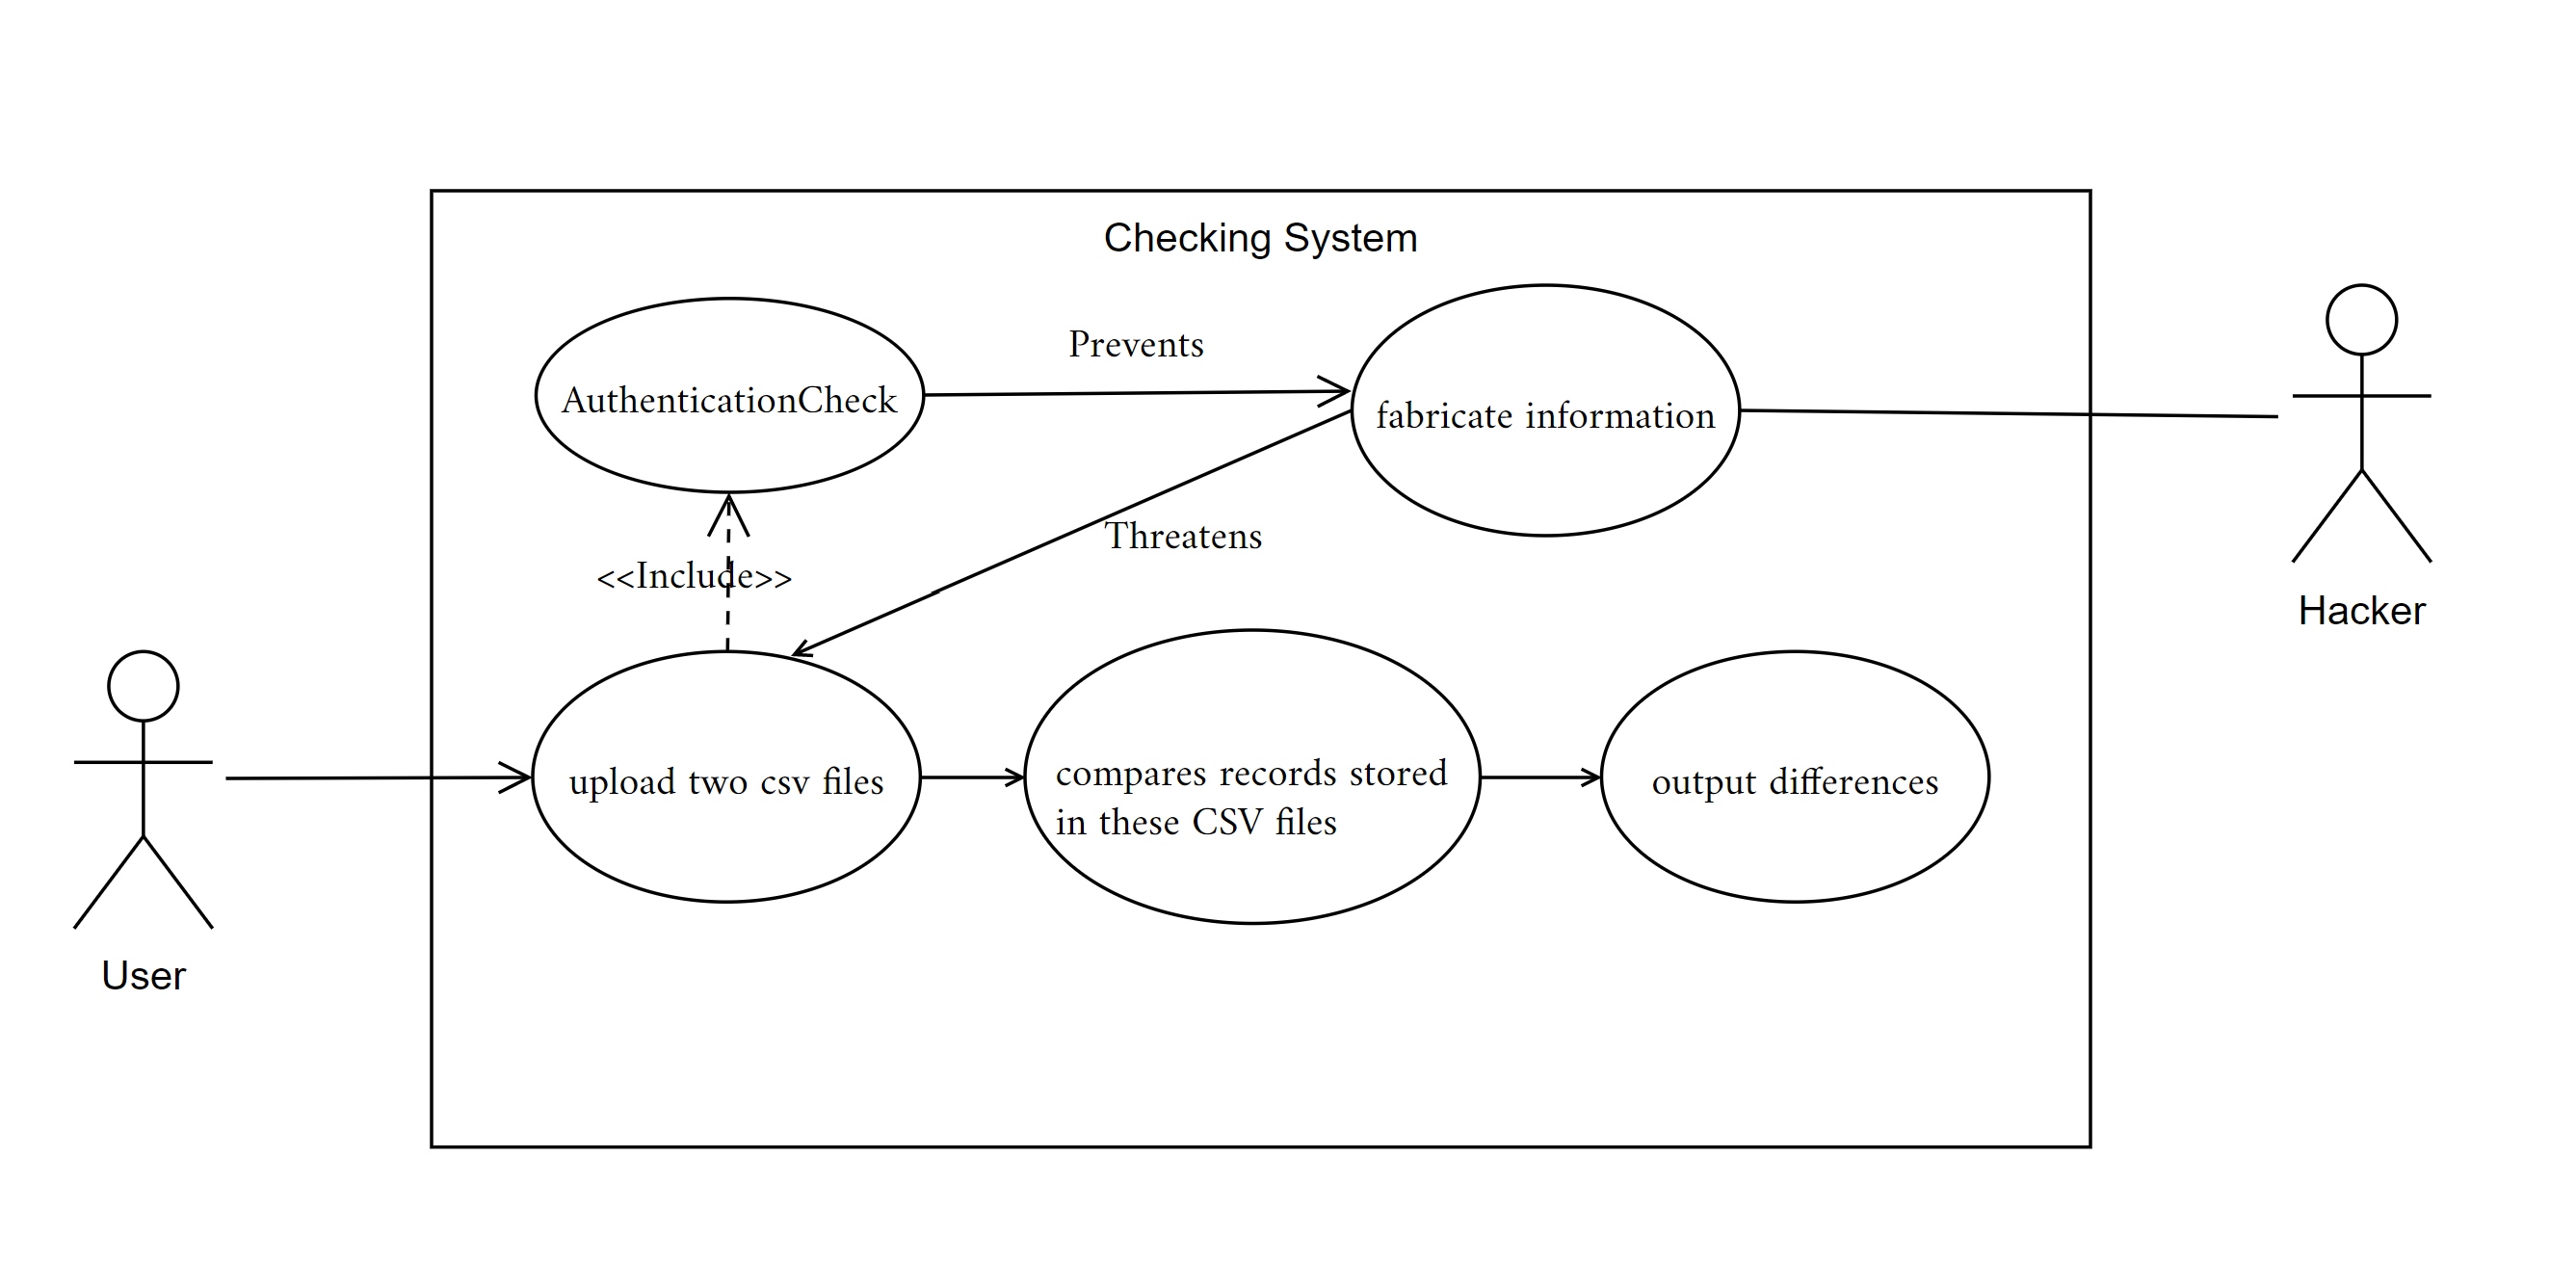 Checking System
Prevents
AuthenticationCheck
fabricate information
Threatens
<<Include>>
Hacker
upload two csv files
compares records stored
in these CSV files
output differences
User